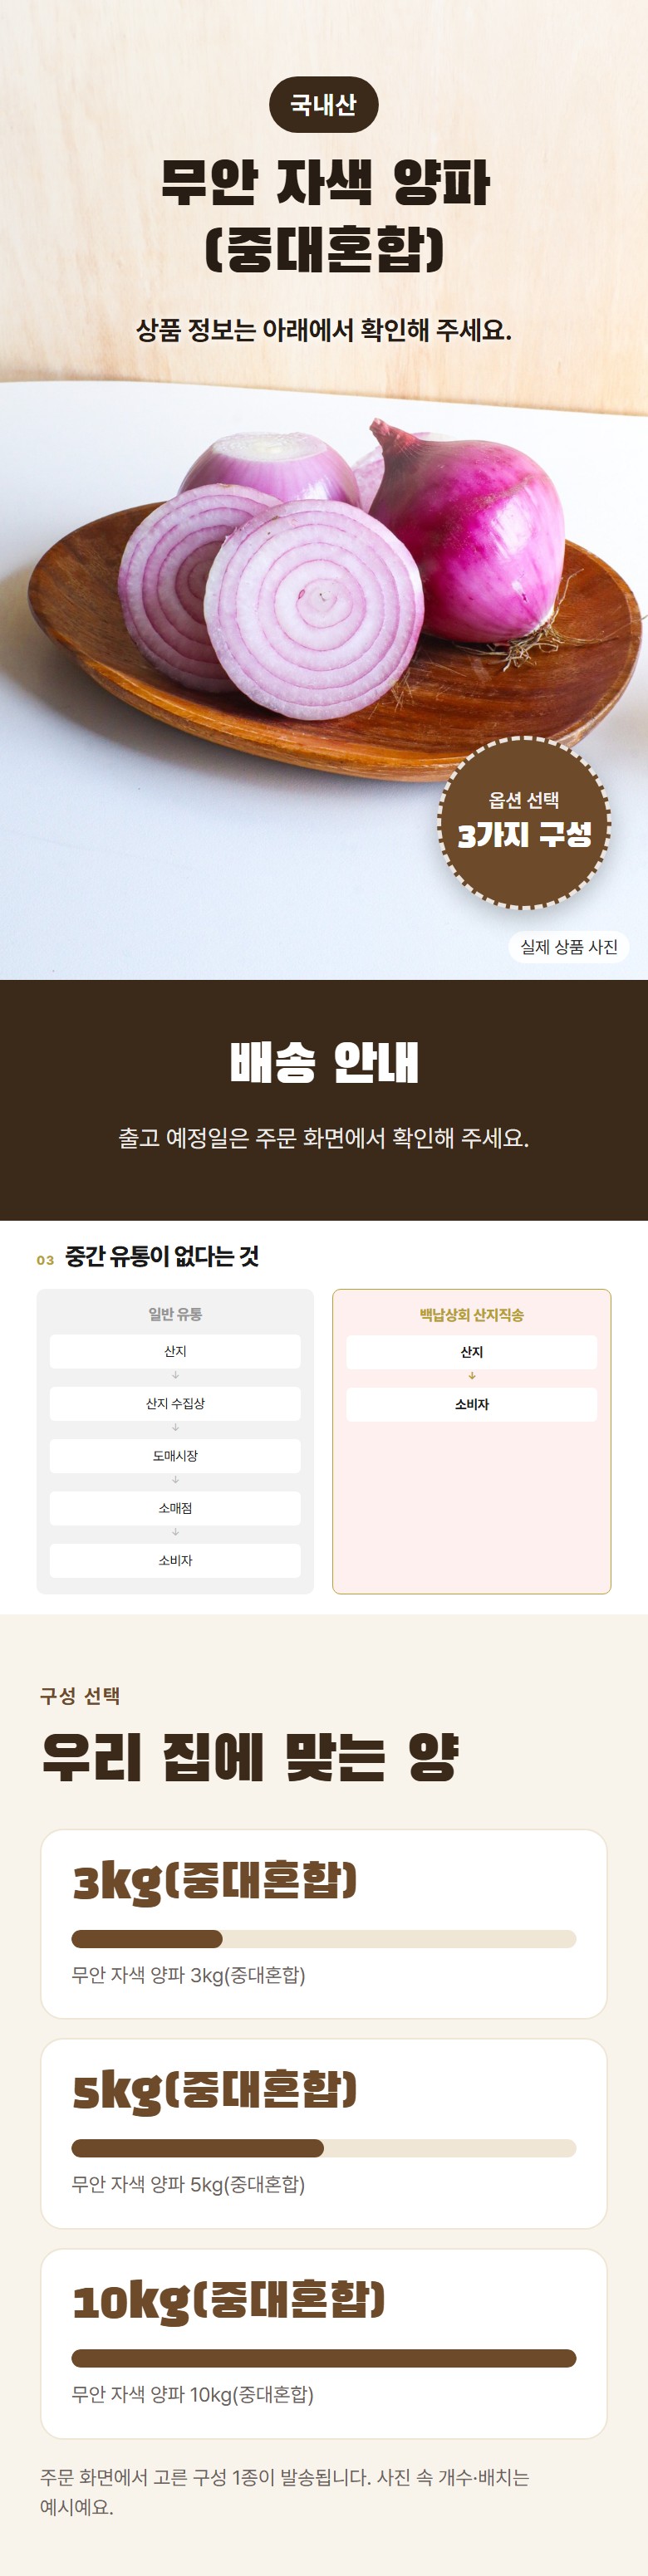 국내산
무안 자색 양파
(중대혼합)
상품 정보는 아래에서 확인해 주세요.
옵션 선택
3가지 구성
실제 상품 사진
배송 안내
출고 예정일은 주문 화면에서 확인해 주세요.
03 중간 유통이 없다는 것
일반 유통
산지
↓
산지 수집상
↓
도매시장
↓
소매점
↓
소비자
백납상회 산지직송
산지
↓
소비자
구성 선택
우리 집에 맞는 양
3kg(중대혼합)
무안 자색 양파 3kg(중대혼합)
5kg(중대혼합)
무안 자색 양파 5kg(중대혼합)
10kg(중대혼합)
무안 자색 양파 10kg(중대혼합)
주문 화면에서 고른 구성 1종이 발송됩니다. 사진 속 개수·배치는
예시예요.